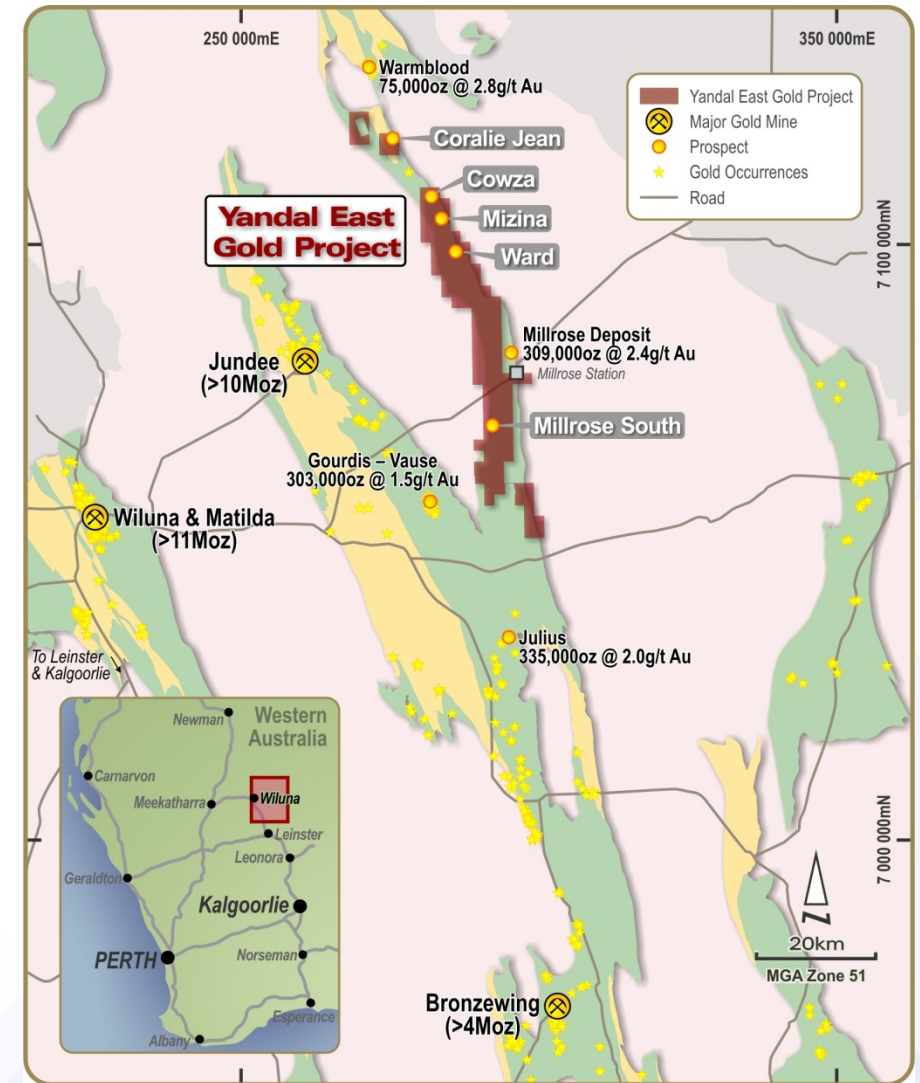 250 000mE
350 000mE
Warmblood
75,000oz @ 2.8g/t Au
Yandal East Gold Project
Major Gold Mine
Prospect
Gold Occurrences
Road
Coralie Jean
Cowza
Mizina
Ward
Yandal East
Gold Project
7 100 000mN
Millrose Deposit
309,000oz @ 2.4g/t Au
Millrose Station
Jundee
(>10Moz)
Millrose South
Gourdis – Vause
303,000oz @ 1.5g/t Au
Wiluna & Matilda
(>11Moz)
Julius
335,000oz @ 2.0g/t Au
To Leinster
& Kalgoorlie
Newman
Western
Australia
Carnarvon
Meekatharra
Wiluna
Leinster
Leonora
Geraldton
Kalgoorlie
PERTH
Norseman
Esperance
Albany
7 000 000mN
N
20km
MGA Zone 51
Bronzewing
(>4Moz)